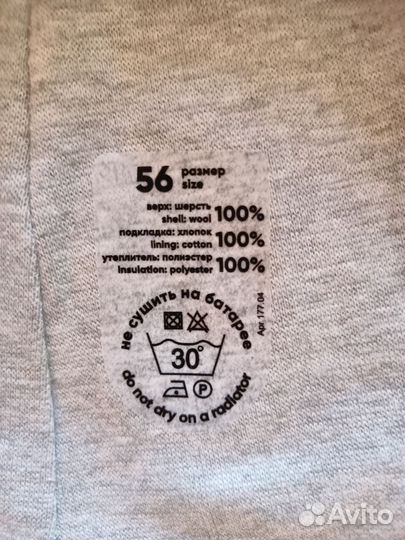 56 размер
size
верх: шерсть
shell: wool 100%
подкладка: хлопок
lining: cotton 100%
утеплитель: полиэстер
insulation: polyester 100%
не сушить на батарее
30°
P
do not dry on a radiator
Арт. 177.04
Avito